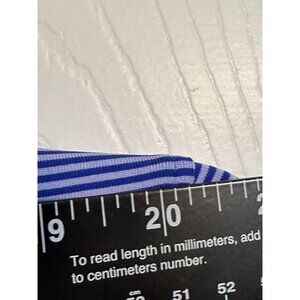 9 20
To read length in millimeters, add
to centimeters number.
51 52